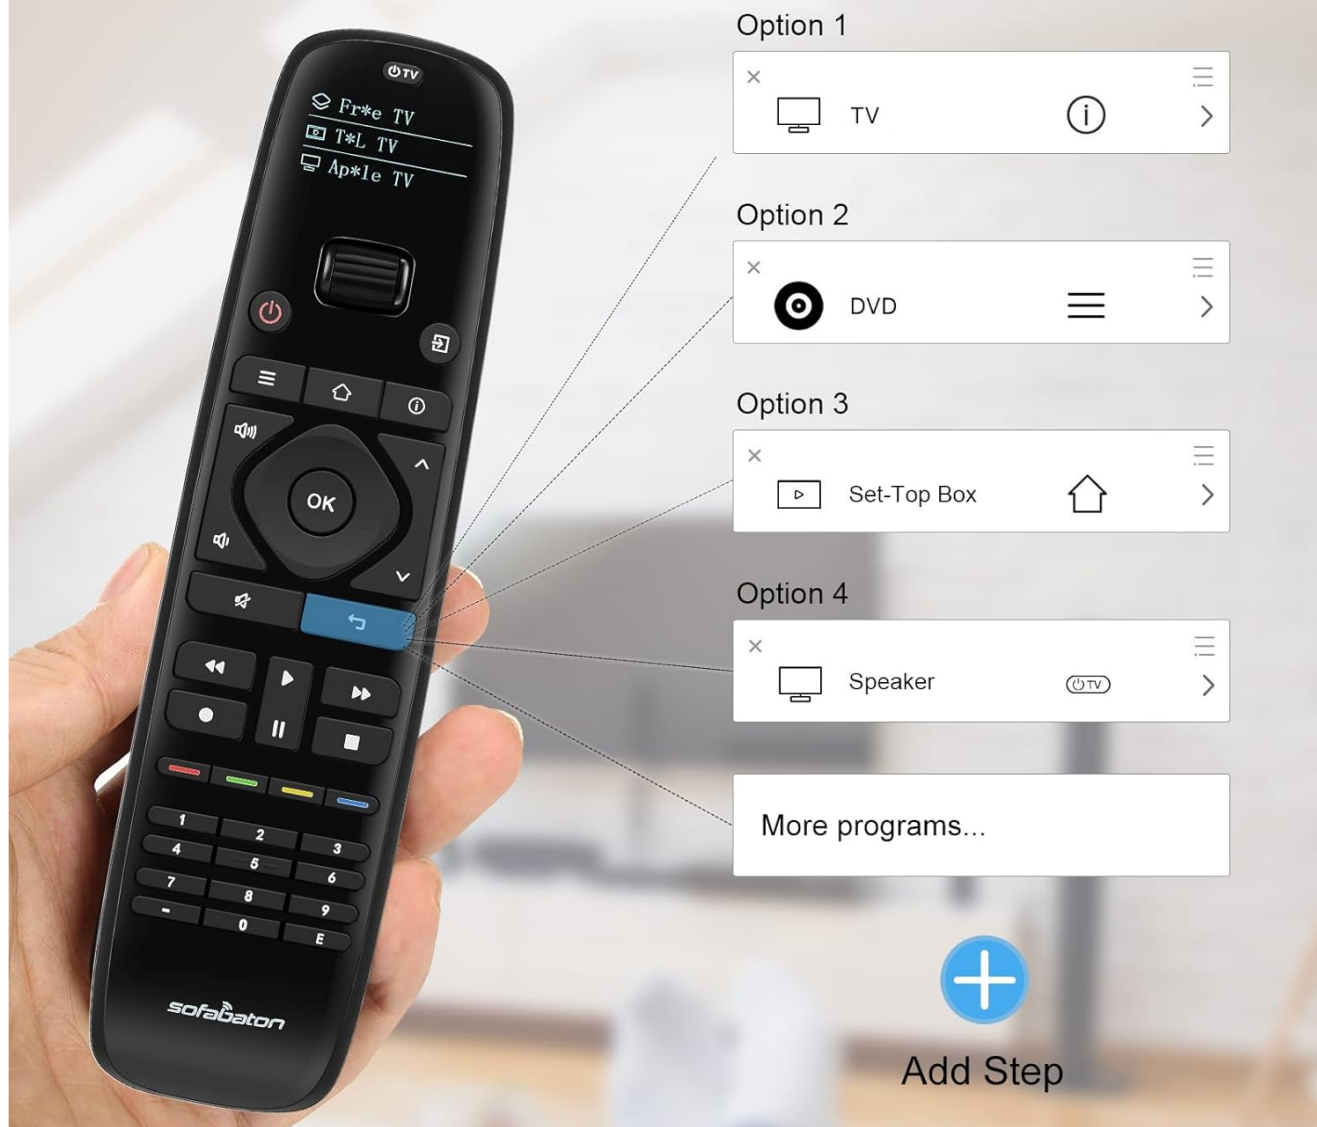 TV
Fr*e TV
T*L TV
Ap*le TV
OK
1 2 3
4 5 6
7 8 9
- 0 E
sofabaton
Option 1
TV
Option 2
DVD
Option 3
Set-Top Box
Option 4
Speaker
TV
More programs...
Add Step